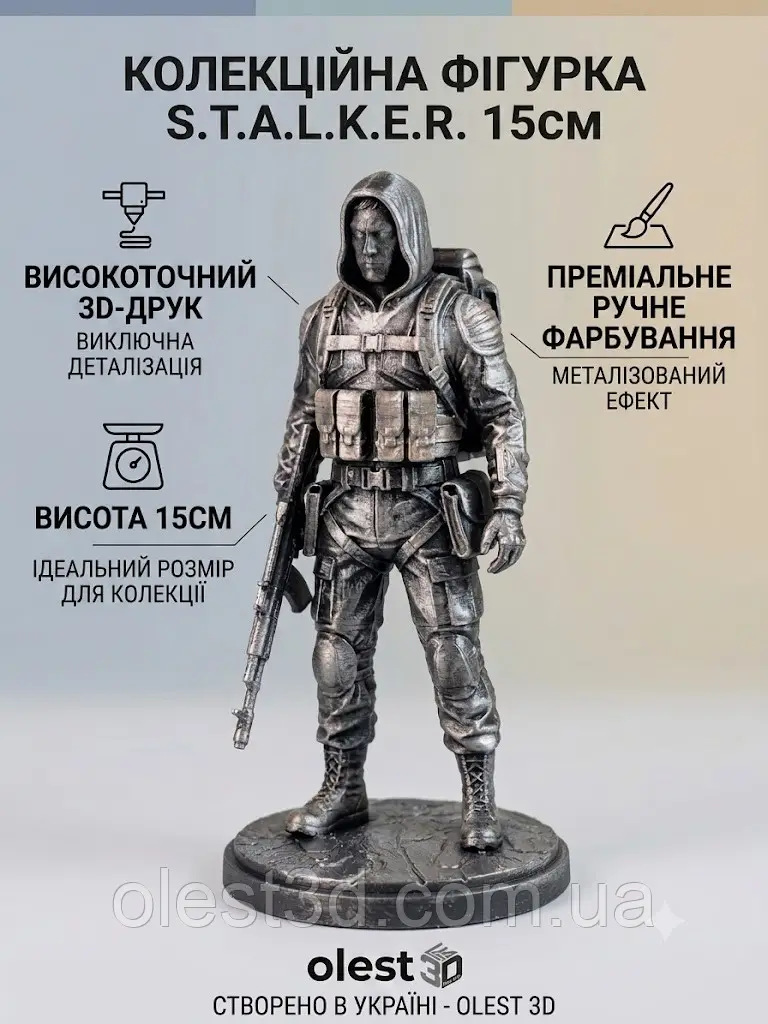 КОЛЕКЦІЙНА ФІГУРКА
S.T.A.L.K.E.R. 15см
ВИСОКОТОЧНИЙ
3D-ДРУК
ВИКЛЮЧНА
ДЕТАЛІЗАЦІЯ
ПРЕМІАЛЬНЕ
РУЧНЕ
ФАРБУВАННЯ
МЕТАЛІЗОВАНИЙ
ЕФЕКТ
ВИСОТА 15СМ
ІДЕАЛЬНИЙ РОЗМІР
ДЛЯ КОЛЕКЦІЇ
olest3d.com.ua
olest 3D
СТВОРЕНО В УКРАЇНІ - OLEST 3D